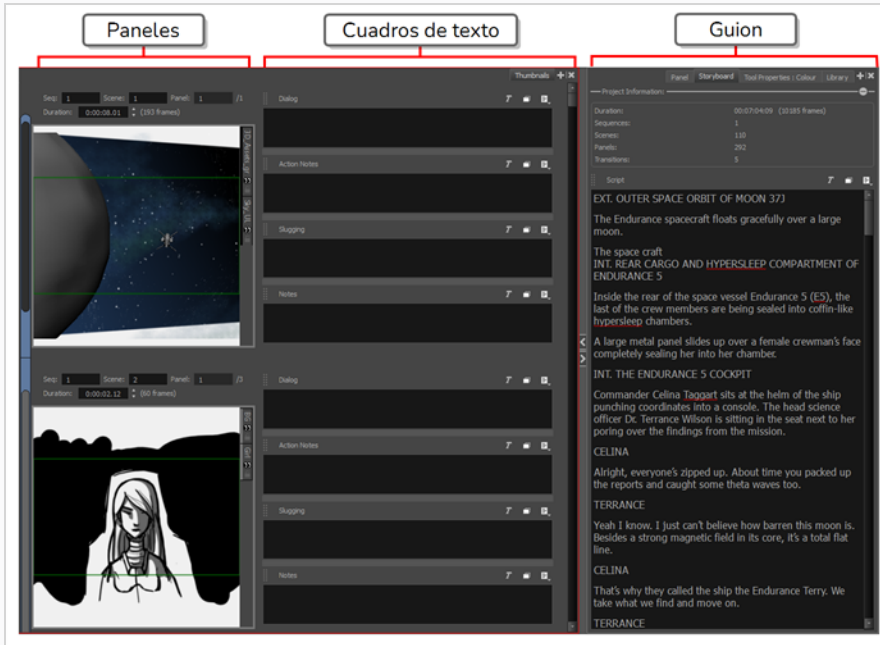 Paneles
Cuadros de texto
Guion
Thumbnails
Seq: 1 Scene: 1 Panel: 1 /1
Duration: 0:00:08.01 (193 frames)
Dialog
Action Notes
Slugging
Notes
Seq: 1 Scene: 2 Panel: 1 /3
Duration: 0:00:02.12 (60 frames)
Dialog
Action Notes
Slugging
Notes
Panel Storyboard Tool Properties : Colour Library
Project Information:
Duration: 00:07:04:09 (10185 frames)
Sequences: 1
Scenes: 110
Panels: 292
Transitions: 5
Script
EXT. OUTER SPACE ORBIT OF MOON 37J
The Endurance spacecraft floats gracefully over a large
moon.
The space craft
INT. REAR CARGO AND HYPERSLEEP COMPARTMENT OF
ENDURANCE 5
Inside the rear of the space vessel Endurance 5 (E5), the
last of the crew members are being sealed into coffin-like
hypersleep chambers.
A large metal panel slides up over a female crewman's face
completely sealing her into her chamber.
INT. THE ENDURANCE 5 COCKPIT
Commander Celina Taggart sits at the helm of the ship
punching coordinates into a console. The head science
officer Dr. Terrance Wilson is sitting in the seat next to her
poring over the findings from the mission.
CELINA
Alright, everyone's zipped up. About time you packed up
the reports and caught some theta waves too.
TERRANCE
Yeah I know. I just can't believe how barren this moon is.
Besides a strong magnetic field in its core, it's a total flat
line.
CELINA
That's why they called the ship the Endurance Terry. We
take what we find and move on.
TERRANCE